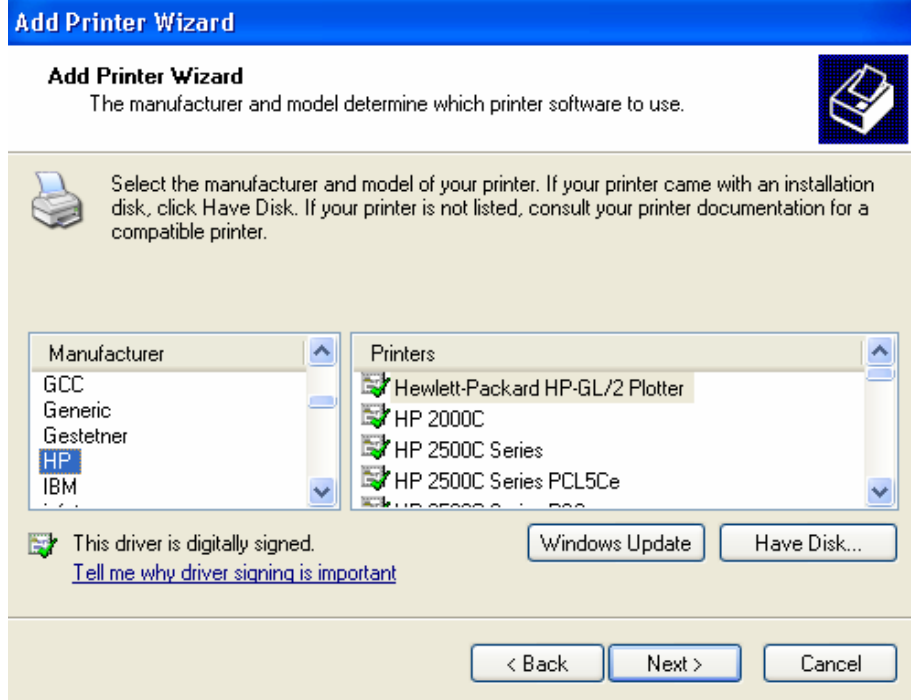 Add Printer Wizard
Add Printer Wizard
The manufacturer and model determine which printer software to use.
Select the manufacturer and model of your printer. If your printer came with an installation
disk, click Have Disk. If your printer is not listed, consult your printer documentation for a
compatible printer.
Manufacturer
GCC
Generic
Gestetner
HP
IBM
Printers
Hewlett-Packard HP-GL/2 Plotter
HP 2000C
HP 2500C Series
HP 2500C Series PCL5Ce
This driver is digitally signed.
Tell me why driver signing is important
Windows Update
Have Disk...
< Back
Next >
Cancel